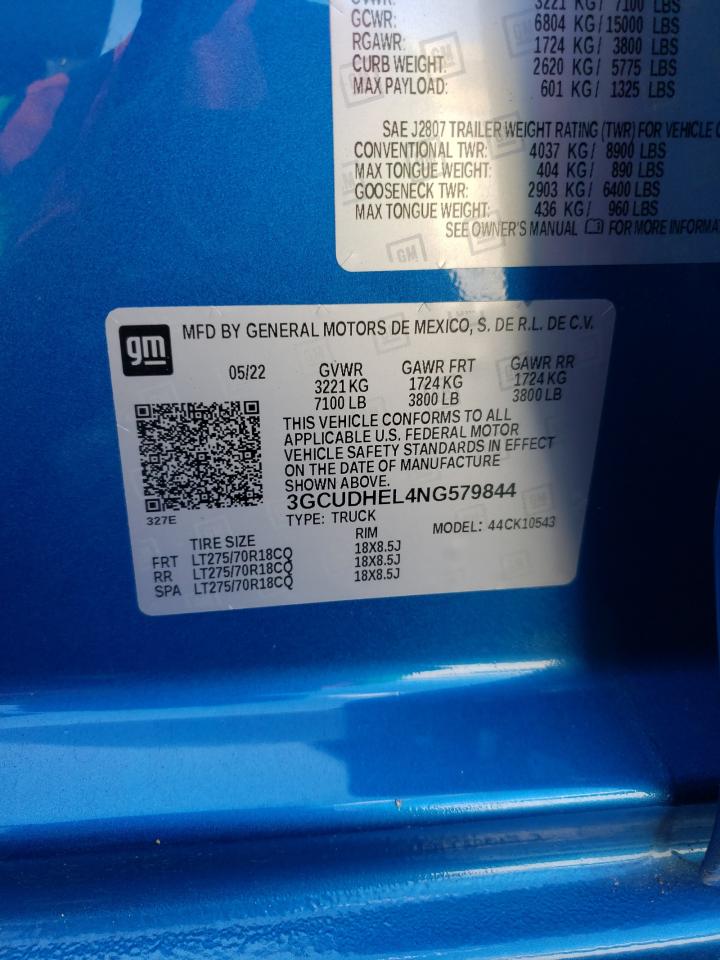 GVWR: 3221 KG/ 7100 LBS
GCWR: 6804 KG/15000 LBS
RGAWR: 1724 KG/ 3800 LBS
CURB WEIGHT: 2620 KG/ 5775 LBS
MAX PAYLOAD: 601 KG/ 1325 LBS
SAE J2807 TRAILER WEIGHT RATING (TWR) FOR VEHICLE
CONVENTIONAL TWR: 4037 KG/ 8900 LBS
MAX TONGUE WEIGHT: 404 KG/ 890 LBS
GOOSENECK TWR: 2903 KG/ 6400 LBS
MAX TONGUE WEIGHT: 436 KG/ 960 LBS
SEE OWNER'S MANUAL FOR MORE INFORMA
GM
gm MFD BY GENERAL MOTORS DE MEXICO, S. DE R.L. DE C.V.
05/22 GVWR GAWR FRT GAWR RR
3221 KG 1724 KG 1724 KG
7100 LB 3800 LB 3800 LB
THIS VEHICLE CONFORMS TO ALL
APPLICABLE U.S. FEDERAL MOTOR
VEHICLE SAFETY STANDARDS IN EFFECT
ON THE DATE OF MANUFACTURE
SHOWN ABOVE.
3GCUDHEL4NG579844
327E
TYPE: TRUCK MODEL: 44CK10543
TIRE SIZE RIM
FRT LT275/70R18CQ 18X8.5J
RR LT275/70R18CQ 18X8.5J
SPA LT275/70R18CQ 18X8.5J